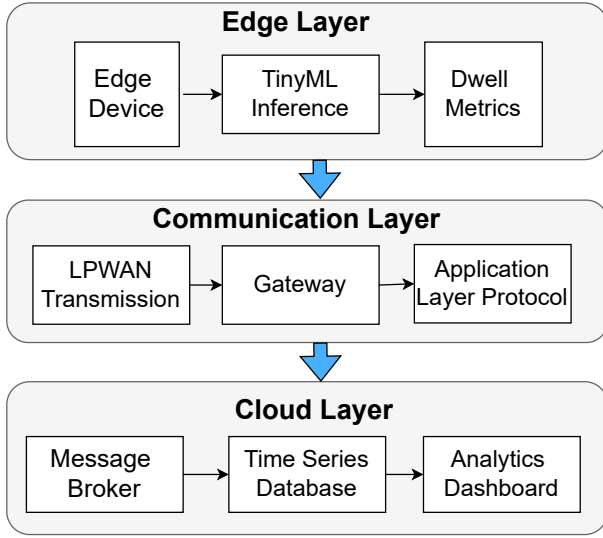 Edge Layer
Edge
Device
TinyML
Inference
Dwell
Metrics
Communication Layer
LPWAN
Transmission
Gateway
Application
Layer Protocol
Cloud Layer
Message
Broker
Time Series
Database
Analytics
Dashboard